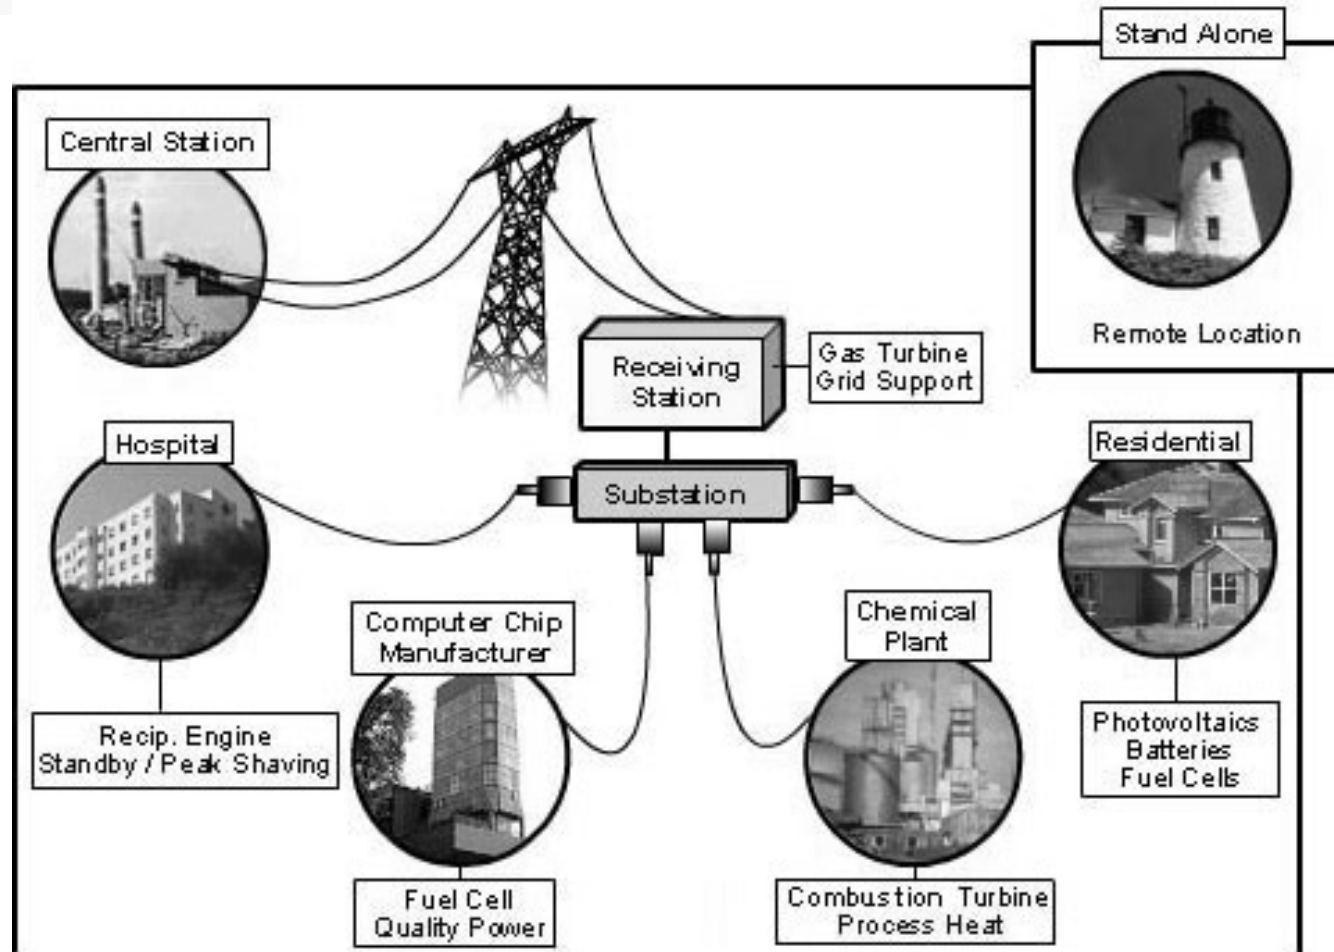 Stand Alone
Remote Location
Central Station
Receiving
Station
Gas Turbine
Grid Support
Hospital
Substation
Residential
Computer Chip
Manufacturer
Chemical
Plant
Recip. Engine
Standby / Peak Shaving
Photovoltaics
Batteries
Fuel Cells
Fuel Cell
Quality Power
Combustion Turbine
Process Heat